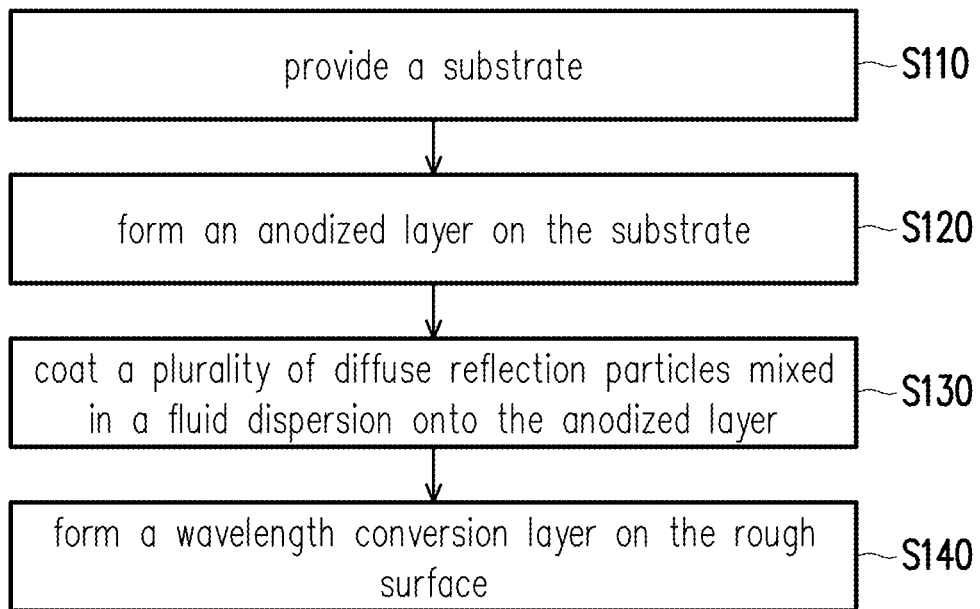 provide a substrate
S110
form an anodized layer on the substrate
S120
coat a plurality of diffuse reflection particles mixed
in a fluid dispersion onto the anodized layer
S130
form a wavelength conversion layer on the rough
surface
S140